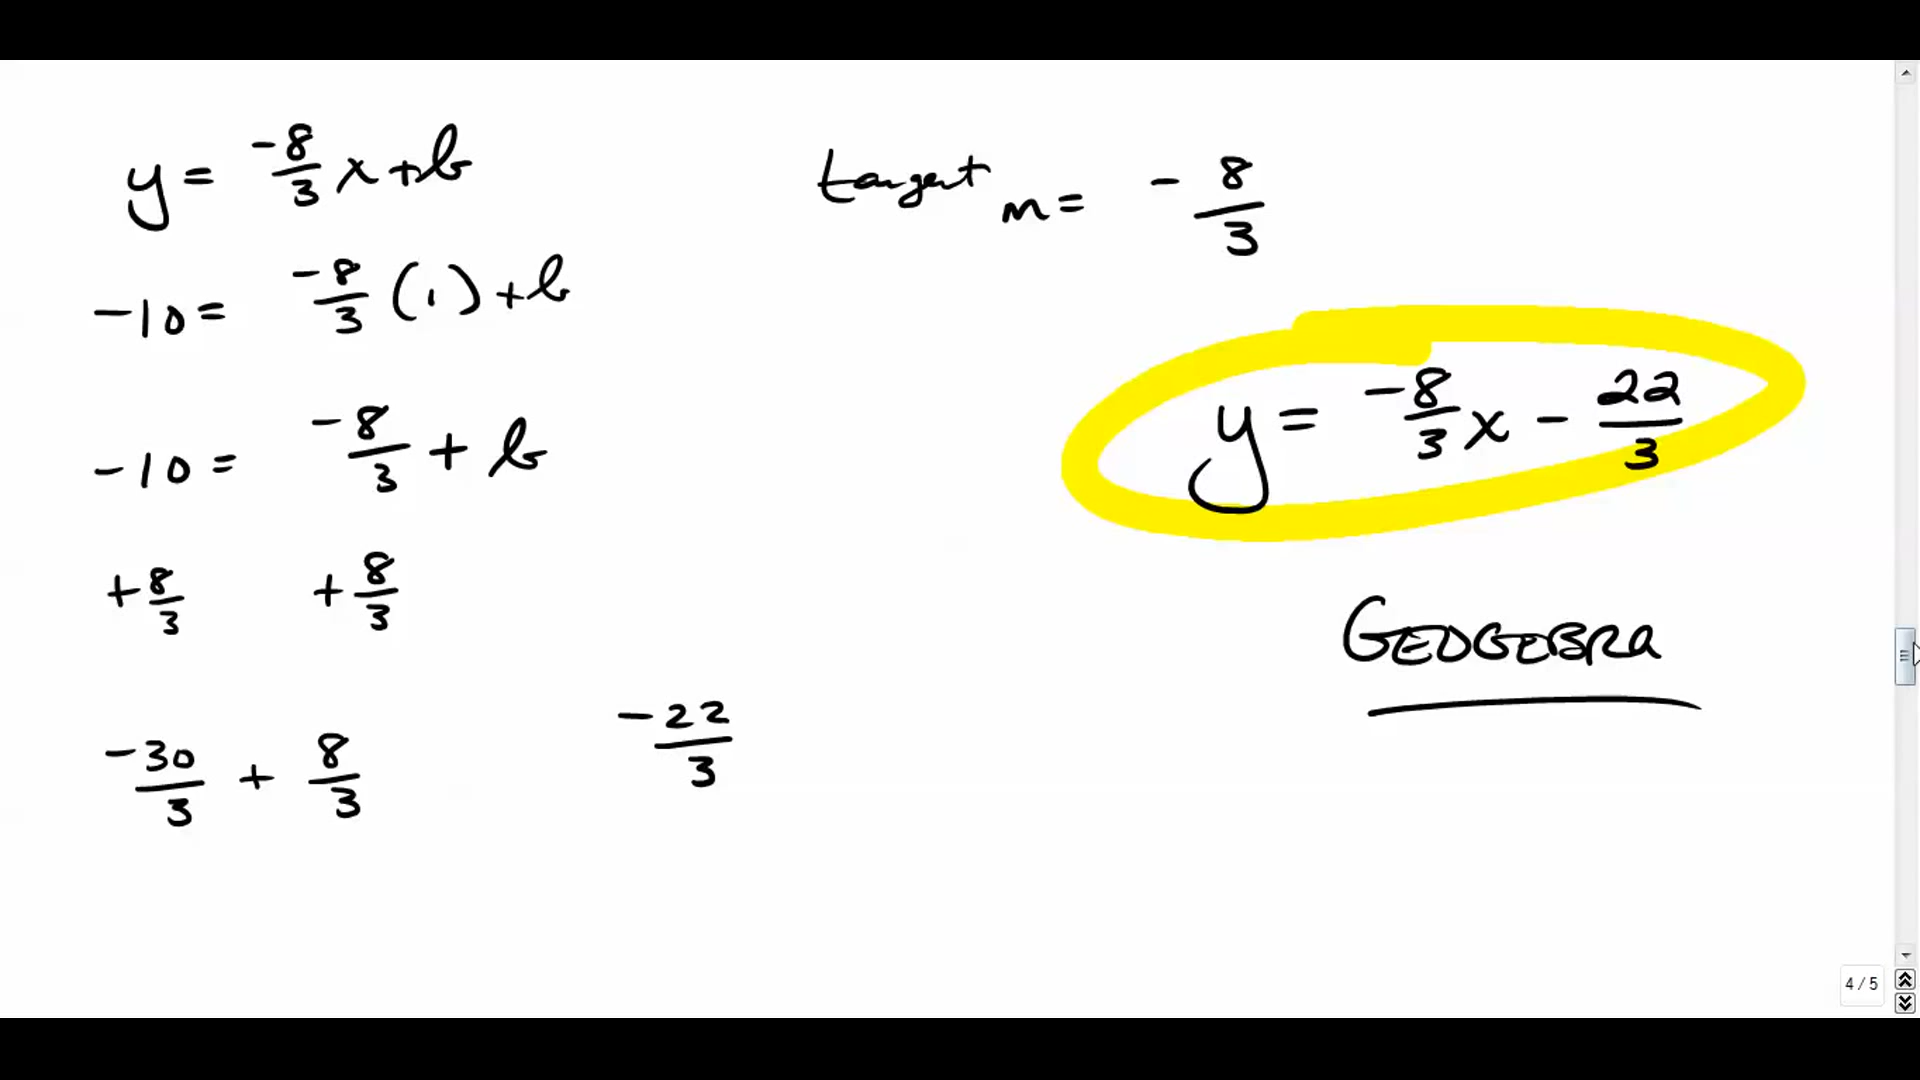 y = -8/3 x + b
-10 = -8/3 (1) + b
-10 = -8/3 + b
+8/3 +8/3
-30/3 + 8/3 -22/3
tangent m = - 8/3
y = -8/3 x - 22/3
GEOGEBRA
4 / 5